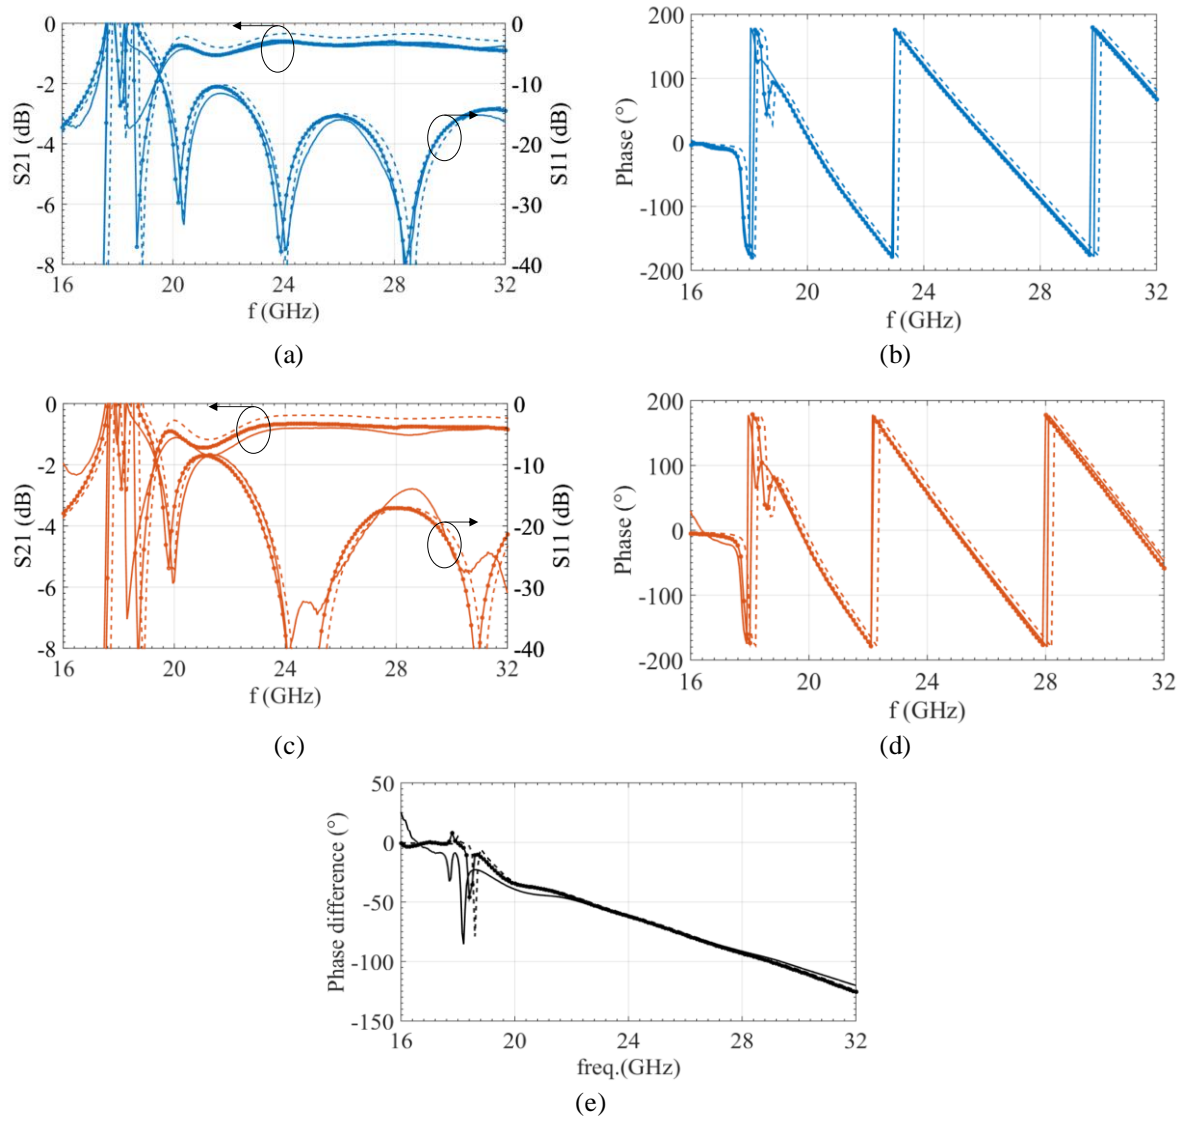 0
-2
-4
-6
-8
S21 (dB)
0
-10
-20
-30
-40
S11 (dB)
16 20 24 28 32
f (GHz)
(a)
200
100
0
-100
-200
Phase (°)
16 20 24 28 32
f (GHz)
(b)
0
-2
-4
-6
-8
S21 (dB)
0
-10
-20
-30
-40
S11 (dB)
16 20 24 28 32
f (GHz)
(c)
200
100
0
-100
-200
Phase (°)
16 20 24 28 32
f (GHz)
(d)
50
0
-50
-100
-150
Phase difference (°)
16 20 24 28 32
freq.(GHz)
(e)